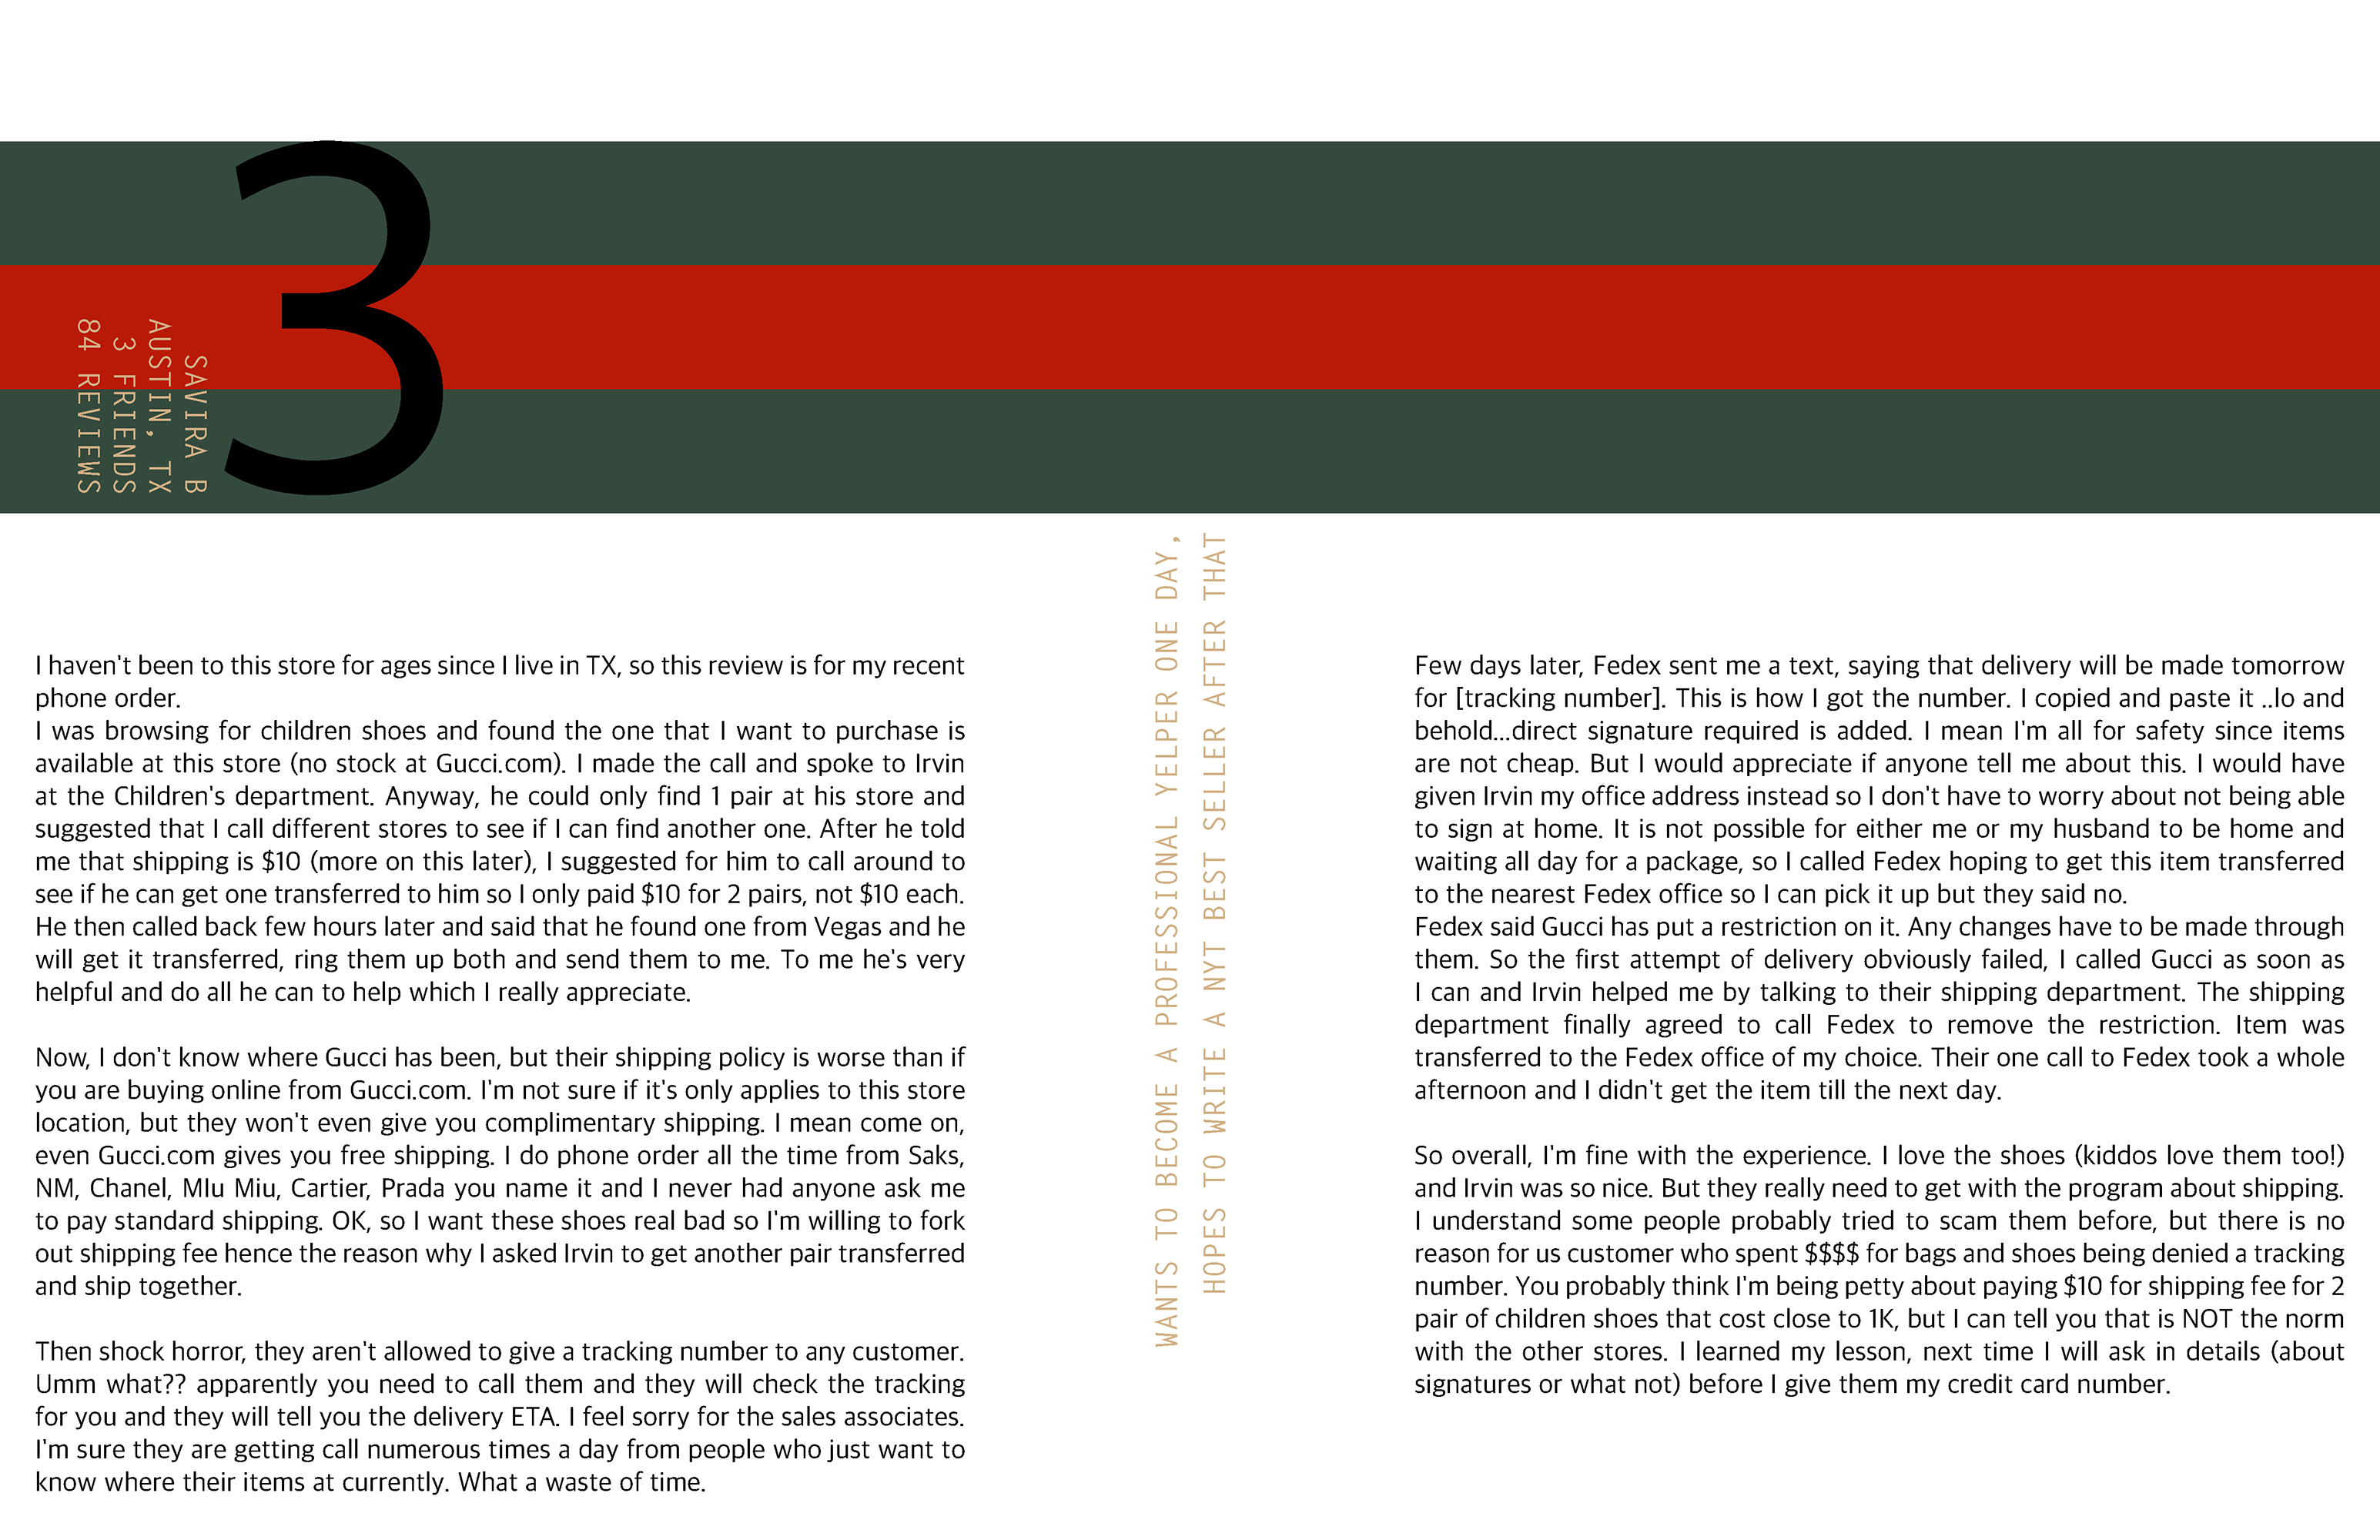 3
SAVIRA B
AUSTIN, TX
3 FRIENDS
84 REVIEWS
I haven't been to this store for ages since I live in TX, so this review is for my recent
phone order.
I was browsing for children shoes and found the one that I want to purchase is
available at this store (no stock at Gucci.com). I made the call and spoke to Irvin
at the Children's department. Anyway, he could only find 1 pair at his store and
suggested that I call different stores to see if I can find another one. After he told
me that shipping is $10 (more on this later), I suggested for him to call around to
see if he can get one transferred to him so I only paid $10 for 2 pairs, not $10 each.
He then called back few hours later and said that he found one from Vegas and he
will get it transferred, ring them up both and send them to me. To me he's very
helpful and do all he can to help which I really appreciate.
Now, I don't know where Gucci has been, but their shipping policy is worse than if
you are buying online from Gucci.com. I'm not sure if it's only applies to this store
location, but they won't even give you complimentary shipping. I mean come on,
even Gucci.com gives you free shipping. I do phone order all the time from Saks,
NM, Chanel, MIu Miu, Cartier, Prada you name it and I never had anyone ask me
to pay standard shipping. OK, so I want these shoes real bad so I'm willing to fork
out shipping fee hence the reason why I asked Irvin to get another pair transferred
and ship together.
Then shock horror, they aren't allowed to give a tracking number to any customer.
Umm what?? apparently you need to call them and they will check the tracking
for you and they will tell you the delivery ETA. I feel sorry for the sales associates.
I'm sure they are getting call numerous times a day from people who just want to
know where their items at currently. What a waste of time.
WANTS TO BECOME A PROFESSIONAL YELPER ONE DAY,
HOPES TO WRITE A NYT BEST SELLER AFTER THAT
Few days later, Fedex sent me a text, saying that delivery will be made tomorrow
for [tracking number]. This is how I got the number. I copied and paste it ..lo and
behold...direct signature required is added. I mean I'm all for safety since items
are not cheap. But I would appreciate if anyone tell me about this. I would have
given Irvin my office address instead so I don't have to worry about not being able
to sign at home. It is not possible for either me or my husband to be home and
waiting all day for a package, so I called Fedex hoping to get this item transferred
to the nearest Fedex office so I can pick it up but they said no.
Fedex said Gucci has put a restriction on it. Any changes have to be made through
them. So the first attempt of delivery obviously failed, I called Gucci as soon as
I can and Irvin helped me by talking to their shipping department. The shipping
department finally agreed to call Fedex to remove the restriction. Item was
transferred to the Fedex office of my choice. Their one call to Fedex took a whole
afternoon and I didn't get the item till the next day.
So overall, I'm fine with the experience. I love the shoes (kiddos love them too!)
and Irvin was so nice. But they really need to get with the program about shipping.
I understand some people probably tried to scam them before, but there is no
reason for us customer who spent $$$$ for bags and shoes being denied a tracking
number. You probably think I'm being petty about paying $10 for shipping fee for 2
pair of children shoes that cost close to 1K, but I can tell you that is NOT the norm
with the other stores. I learned my lesson, next time I will ask in details (about
signatures or what not) before I give them my credit card number.